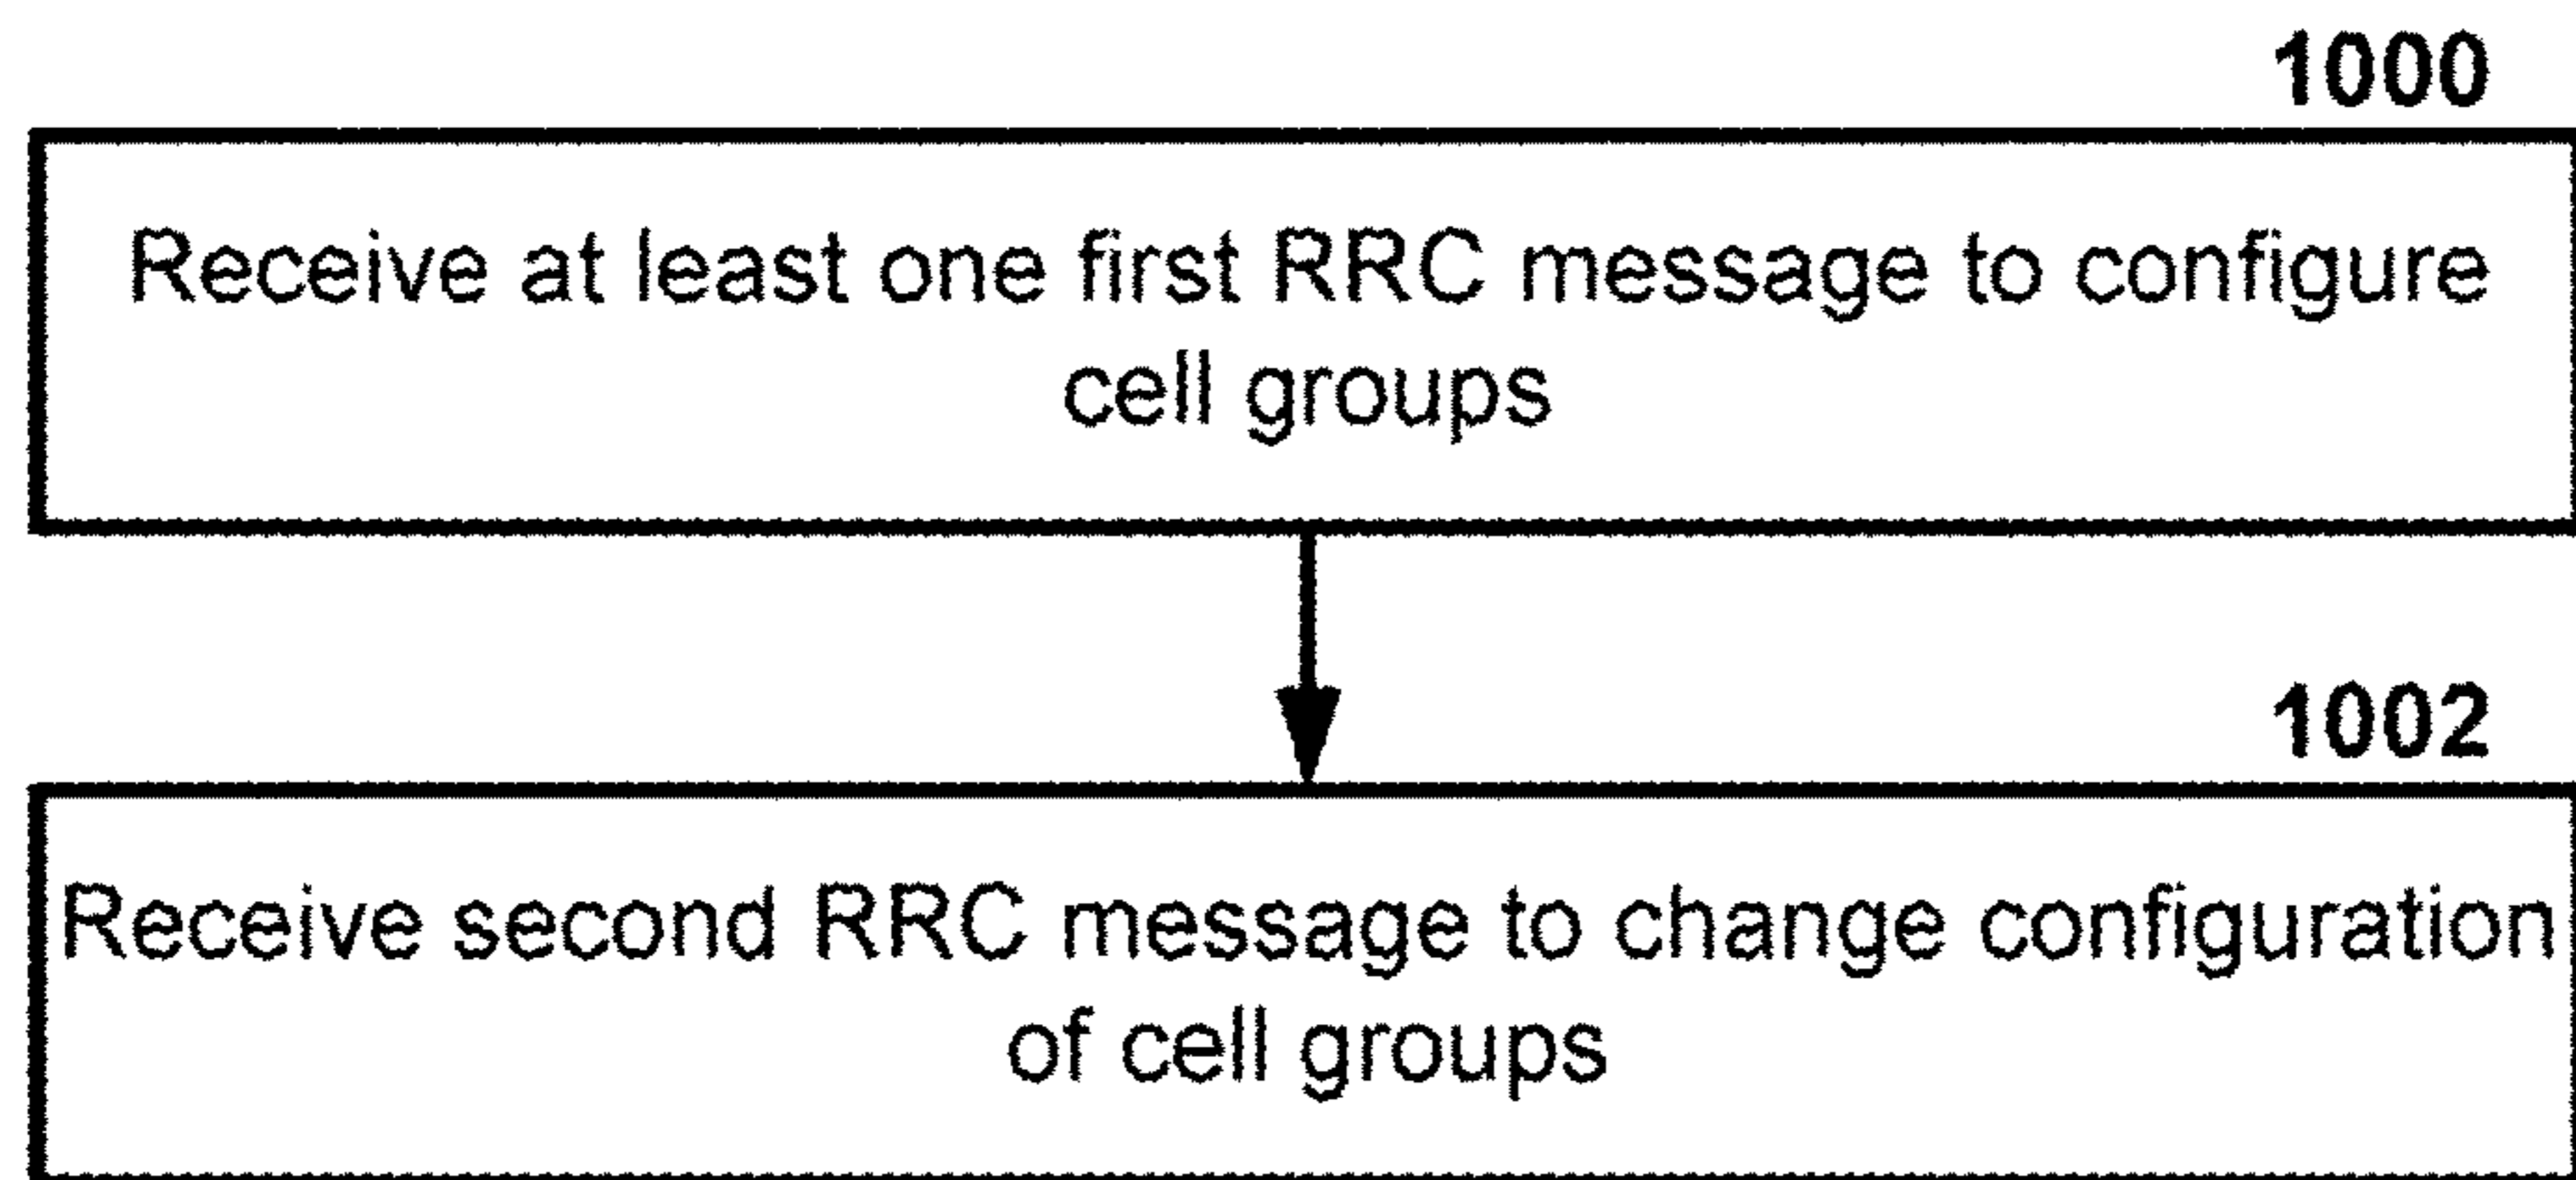 1000
Receive at least one first RRC message to configure
cell groups
1002
Receive second RRC message to change configuration
of cell groups